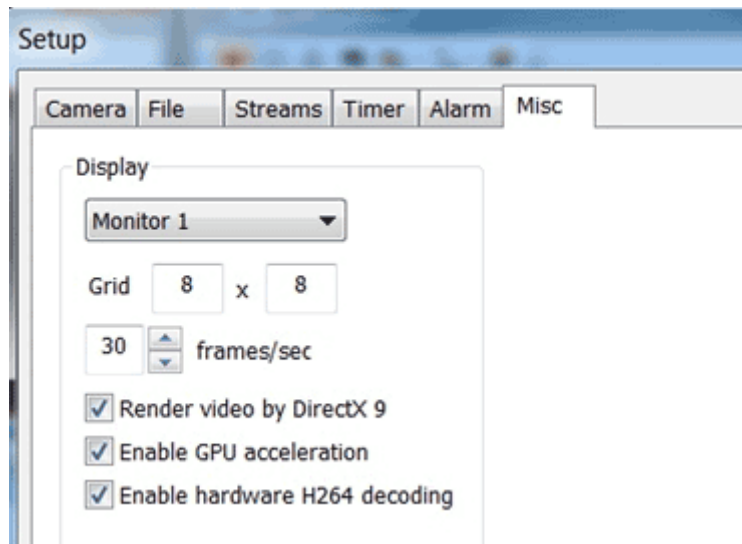 Setup
Camera File Streams Timer Alarm Misc
Display
Monitor 1
Grid 8 x 8
30 frames/sec
Render video by DirectX 9
Enable GPU acceleration
Enable hardware H264 decoding